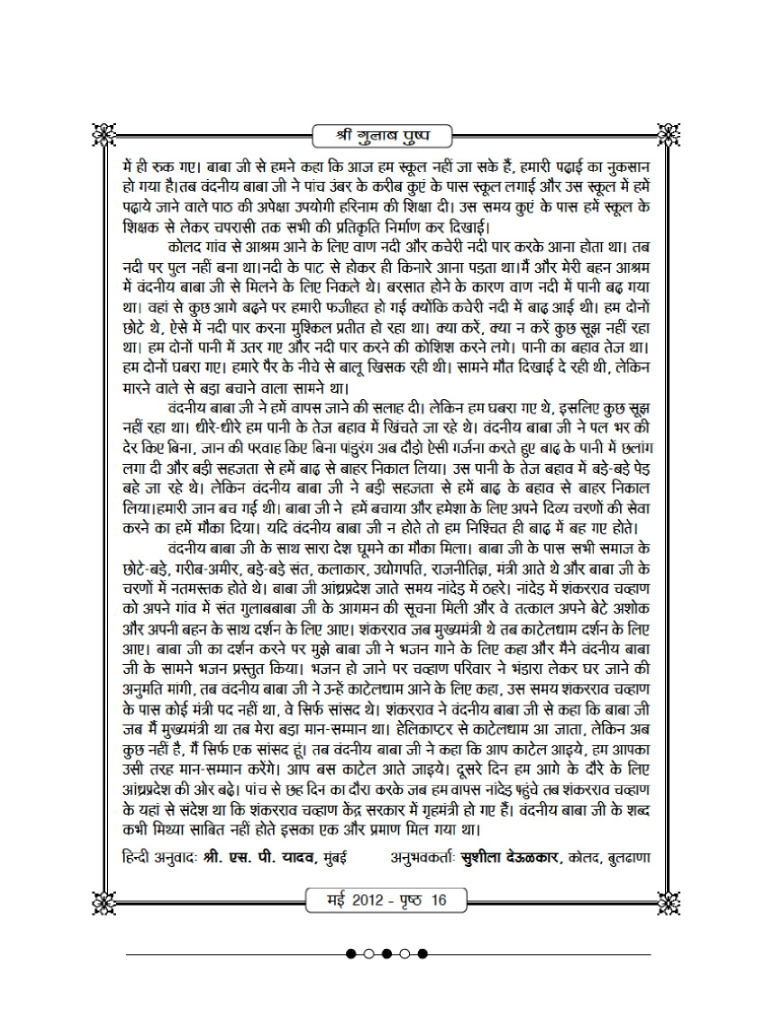 श्री गुलाब पुष्प
में ही रुक गए। बाबा जी से हमने कहा कि आज हम स्कूल नहीं जा सके हैं, हमारी पढ़ाई का नुकसान
हो गया है।तब वंदनीय बाबा जी ने पांच उंबर के करीब कुएं के पास स्कूल लगाई और उस स्कूल में हमें
पढ़ाये जाने वाले पाठ की अपेक्षा उपयोगी हरिनाम की शिक्षा दी। उस समय कुएं के पास हमें स्कूल के
शिक्षक से लेकर चपरासी तक सभी की प्रतिकृति निर्माण कर दिखाई।
कोलद गांव से आश्रम आने के लिए वाण नदी और कचेरी नदी पार करके आना होता था। तब
नदी पर पुल नहीं बना था।नदी के पाट से होकर ही किनारे आना पड़ता था।मैं और मेरी बहन आश्रम
में वंदनीय बाबा जी से मिलने के लिए निकले थे। बरसात होने के कारण वाण नदी में पानी बढ़ गया
था। वहां से कुछ आगे बढ़ने पर हमारी फजीहत हो गई क्योंकि कचेरी नदी में बाढ़ आई थी। हम दोनों
छोटे थे, ऐसे में नदी पार करना मुश्किल प्रतीत हो रहा था। क्या करें, क्या न करें कुछ सूझ नहीं रहा
था। हम दोनों पानी में उतर गए और नदी पार करने की कोशिश करने लगे। पानी का बहाव तेज था।
हम दोनों घबरा गए। हमारे पैर के नीचे से बालू खिसक रही थी। सामने मौत दिखाई दे रही थी, लेकिन
मारने वाले से बड़ा बचाने वाला सामने था।
वंदनीय बाबा जी ने हमें वापस जाने की सलाह दी। लेकिन हम घबरा गए थे, इसलिए कुछ सूझ
नहीं रहा था। धीरे-धीरे हम पानी के तेज बहाव में खिंचते जा रहे थे। वंदनीय बाबा जी ने पल भर की
देर किए बिना, जान की परवाह किए बिना पांडुरंग अब दौड़ो ऐसी गर्जना करते हुए बाढ़ के पानी में छलांग
लगा दी और बड़ी सहजता से हमें बाढ़ से बाहर निकाल लिया। उस पानी के तेज बहाव में बड़े-बड़े पेड़
बहे जा रहे थे। लेकिन वंदनीय बाबा जी ने बड़ी सहजता से हमें बाढ़ के बहाव से बाहर निकाल
लिया।हमारी जान बच गई थी। बाबा जी ने हमें बचाया और हमेशा के लिए अपने दिव्य चरणों की सेवा
करने का हमें मौका दिया। यदि वंदनीय बाबा जी न होते तो हम निश्चित ही बाढ़ में बह गए होते।
वंदनीय बाबा जी के साथ सारा देश घूमने का मौका मिला। बाबा जी के पास सभी समाज के
छोटे-बड़े, गरीब-अमीर, बड़े-बड़े संत, कलाकार, उद्योगपति, राजनीतिज्ञ, मंत्री आते थे और बाबा जी के
चरणों में नतमस्तक होते थे। बाबा जी आंध्रप्रदेश जाते समय नांदेड़ में ठहरे। नांदेड़ में शंकरराव चव्हाण
को अपने गांव में संत गुलाबबाबा जी के आगमन की सूचना मिली और वे तत्काल अपने बेटे अशोक
और अपनी बहन के साथ दर्शन के लिए आए। शंकरराव जब मुख्यमंत्री थे तब काटेलधाम दर्शन के लिए
आए। बाबा जी का दर्शन करने पर मुझे बाबा जी ने भजन गाने के लिए कहा और मैंने वंदनीय बाबा
जी के सामने भजन प्रस्तुत किया। भजन हो जाने पर चव्हाण परिवार ने भंडारा लेकर घर जाने की
अनुमति मांगी, तब वंदनीय बाबा जी ने उन्हें काटेलधाम आने के लिए कहा, उस समय शंकरराव चव्हाण
के पास कोई मंत्री पद नहीं था, वे सिर्फ सांसद थे। शंकरराव ने वंदनीय बाबा जी से कहा कि बाबा जी
जब मैं मुख्यमंत्री था तब मेरा बड़ा मान-सम्मान था। हेलिकाप्टर से काटेलधाम आ जाता, लेकिन अब
कुछ नहीं है, मैं सिर्फ एक सांसद हूं। तब वंदनीय बाबा जी ने कहा कि आप काटेल आइये, हम आपका
उसी तरह मान-सम्मान करेंगे। आप बस काटेल आते जाइये। दूसरे दिन हम आगे के दौरे के लिए
आंध्रप्रदेश की ओर बढ़े। पांच से छह दिन का दौरा करके जब हम वापस नांदेड़ पहुंचे तब शंकरराव चव्हाण
के यहां से संदेश था कि शंकरराव चव्हाण केंद्र सरकार में गृहमंत्री हो गए हैं। वंदनीय बाबा जी के शब्द
कभी मिथ्या साबित नहीं होते इसका एक और प्रमाण मिल गया था।
हिन्दी अनुवादः श्री. एस. पी. यादव, मुंबई अनुभवकर्ताः सुशीला देऊळकार, कोलद, बुलढाणा
मई 2012 - पृष्ठ 16